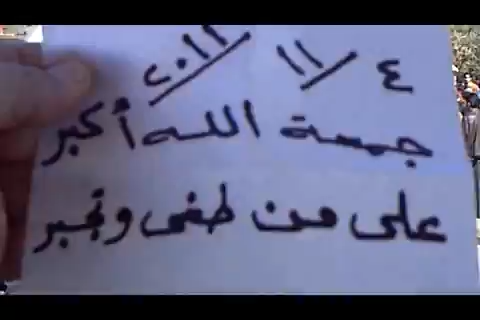 ٤ / ١١ / ٢٠١١
جمعة الله أكبر
على من طغى وتجبر